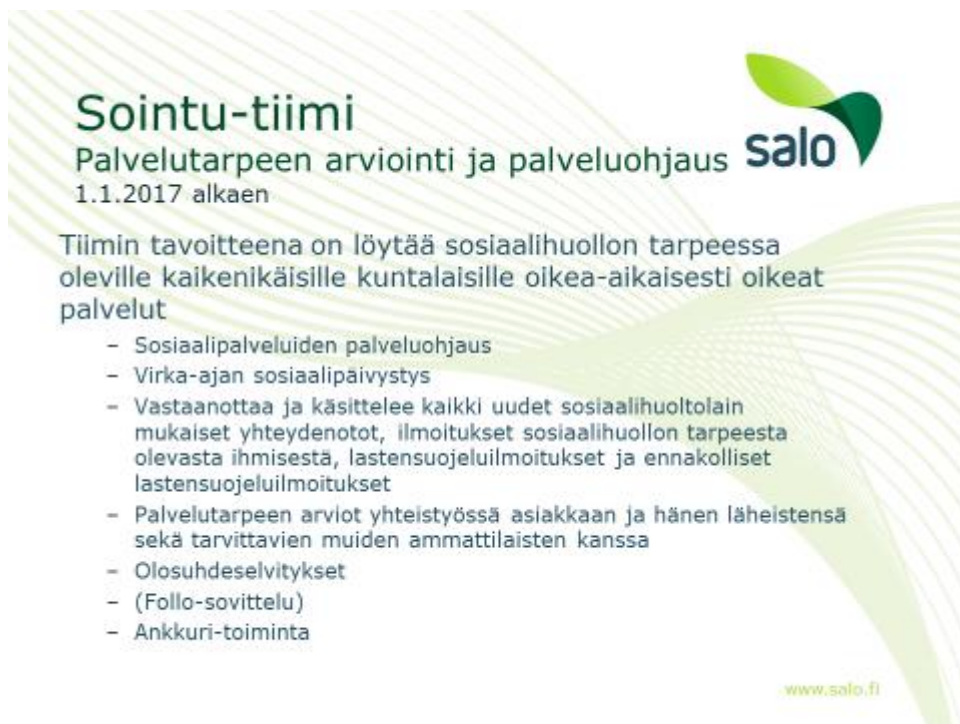 Sointu-tiimi
Palvelutarpeen arviointi ja palveluohjaus
1.1.2017 alkaen
salo
Tiimin tavoitteena on löytää sosiaalihuollon tarpeessa
oleville kaikenikäisille kuntalaisille oikea-aikaisesti oikeat
palvelut
– Sosiaalipalveluiden palveluohjaus
– Virka-ajan sosiaalipäivystys
– Vastaanottaa ja käsittelee kaikki uudet sosiaalihuoltolain
mukaiset yhteydenotot, ilmoitukset sosiaalihuollon tarpeesta
olevasta ihmisestä, lastensuojeluilmoitukset ja ennakolliset
lastensuojeluilmoitukset
– Palvelutarpeen arviot yhteistyössä asiakkaan ja hänen läheistensä
sekä tarvittavien muiden ammattilaisten kanssa
– Olosuhdeselvitykset
– (Follo-sovittelu)
– Ankkuri-toiminta
www.salo.fi